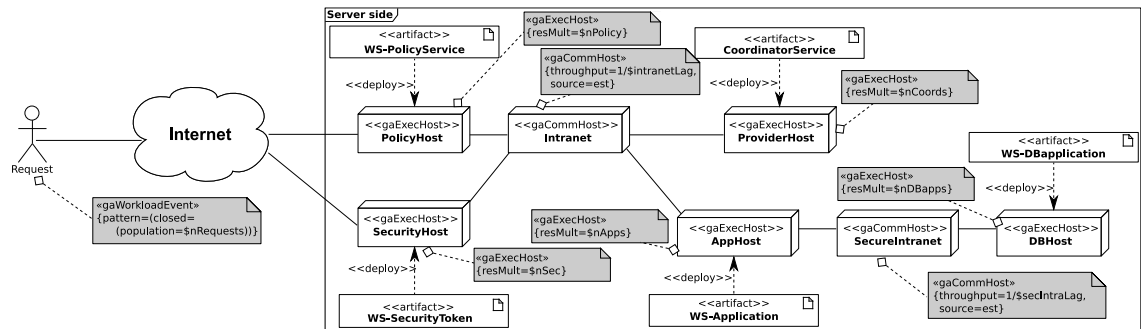 Server side
<<artifact>>
WS-PolicyService
«gaExecHost»
{resMult=$nPolicy}
<<artifact>>
CoordinatorService
«gaCommHost»
{throughput=1/$intranetLag,
source=est}
<<deploy>>
<<deploy>>
«gaExecHost»
{resMult=$nCoords}
Internet
<<gaExecHost>>
PolicyHost
<<gaCommHost>>
Intranet
<<gaExecHost>>
ProviderHost
<<artifact>>
WS-DBapplication
Request
«gaExecHost»
{resMult=$nDBapps}
<<deploy>>
«gaWorkloadEvent»
{pattern=(closed=
(population=$nRequests))}
<<gaExecHost>>
SecurityHost
«gaExecHost»
{resMult=$nApps}
<<gaExecHost>>
AppHost
<<gaCommHost>>
SecureIntranet
<<gaExecHost>>
DBHost
<<deploy>>
«gaExecHost»
{resMult=$nSec}
<<deploy>>
«gaCommHost»
{throughput=1/$secIntraLag,
source=est}
<<artifact>>
WS-SecurityToken
<<artifact>>
WS-Application